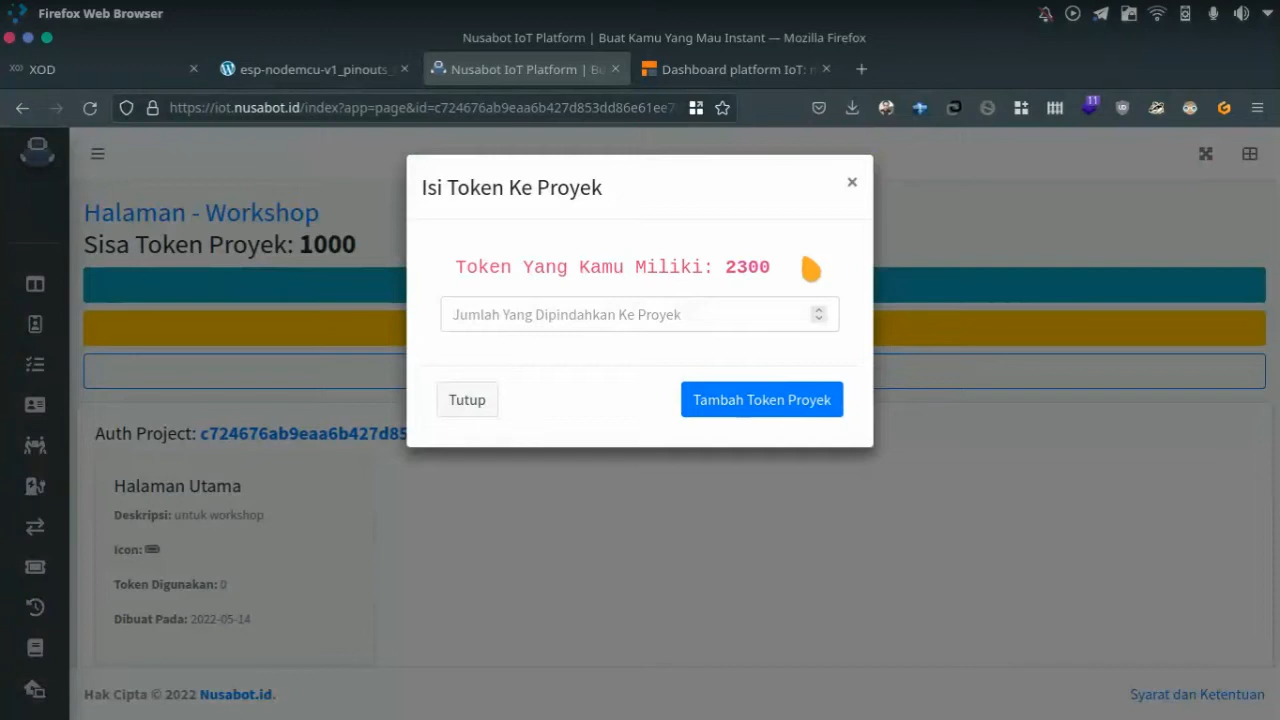 Firefox Web Browser
Nusabot IoT Platform | Buat Kamu Yang Mau Instant — Mozilla Firefox
XOD XOD
esp-nodemcu-v1_pinouts
Nusabot IoT Platform | Bu
Dashboard platform IoT: n
https://iot.nusabot.id/index?app=page&id=c724676ab9eaa6b427d853dd86e61ee7
11
Halaman - Workshop
Sisa Token Proyek: 1000
Isi Token Ke Proyek
Token Yang Kamu Miliki: 2300
Jumlah Yang Dipindahkan Ke Proyek
Tutup
Tambah Token Proyek
Auth Project: c724676ab9eaa6b427d85
Halaman Utama
Deskripsi: untuk workshop
Icon:
Token Digunakan: 0
Dibuat Pada: 2022-05-14
Hak Cipta © 2022 Nusabot.id.
Syarat dan Ketentuan